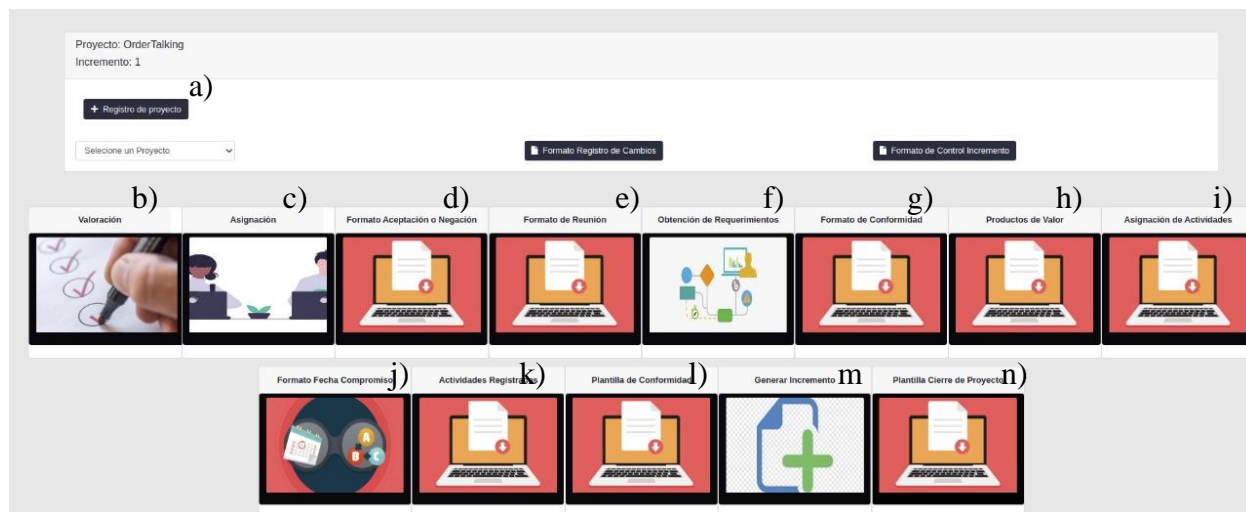 Proyecto: OrderTalking
Incremento: 1
a)
+ Registro de proyecto
Selecione un Proyecto
Formato Registro de Cambios
Formato de Control Incremento
b) c) d) e) f) g) h) i)
Valoración Asignación Formato Aceptación o Negación Formato de Reunión Obtención de Requerimientos Formato de Conformidad Productos de Valor Asignación de Actividades
Formato Fecha Compromiso j) Actividades Registradas k) Plantilla de Conformidad l) Generar Incremento m Plantilla Cierre de Proyecto n)
A
B C